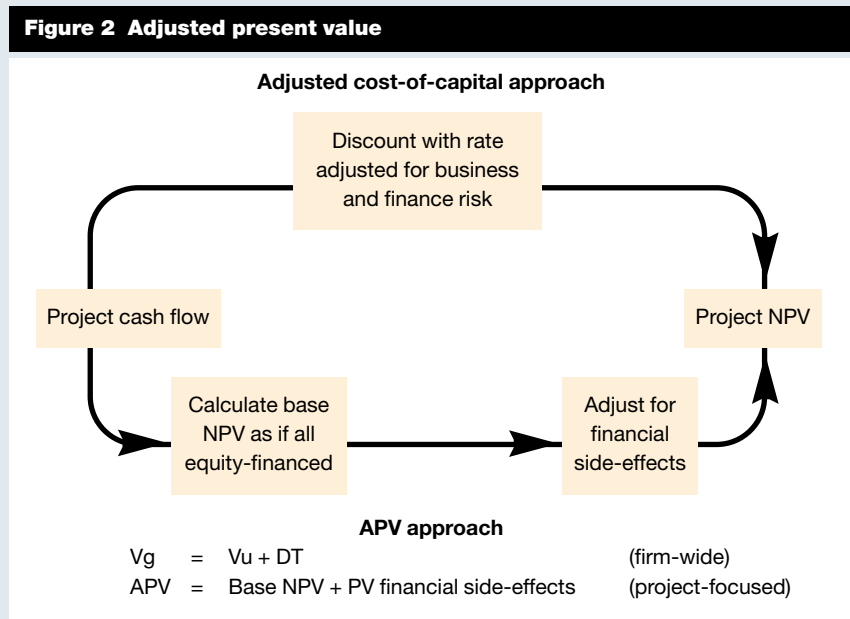 Figure 2 Adjusted present value
Adjusted cost-of-capital approach
Discount with rate
adjusted for business
and finance risk
Project cash flow
Project NPV
Calculate base
NPV as if all
equity-financed
Adjust for
financial
side-effects
APV approach
Vg = Vu + DT (firm-wide)
APV = Base NPV + PV financial side-effects (project-focused)